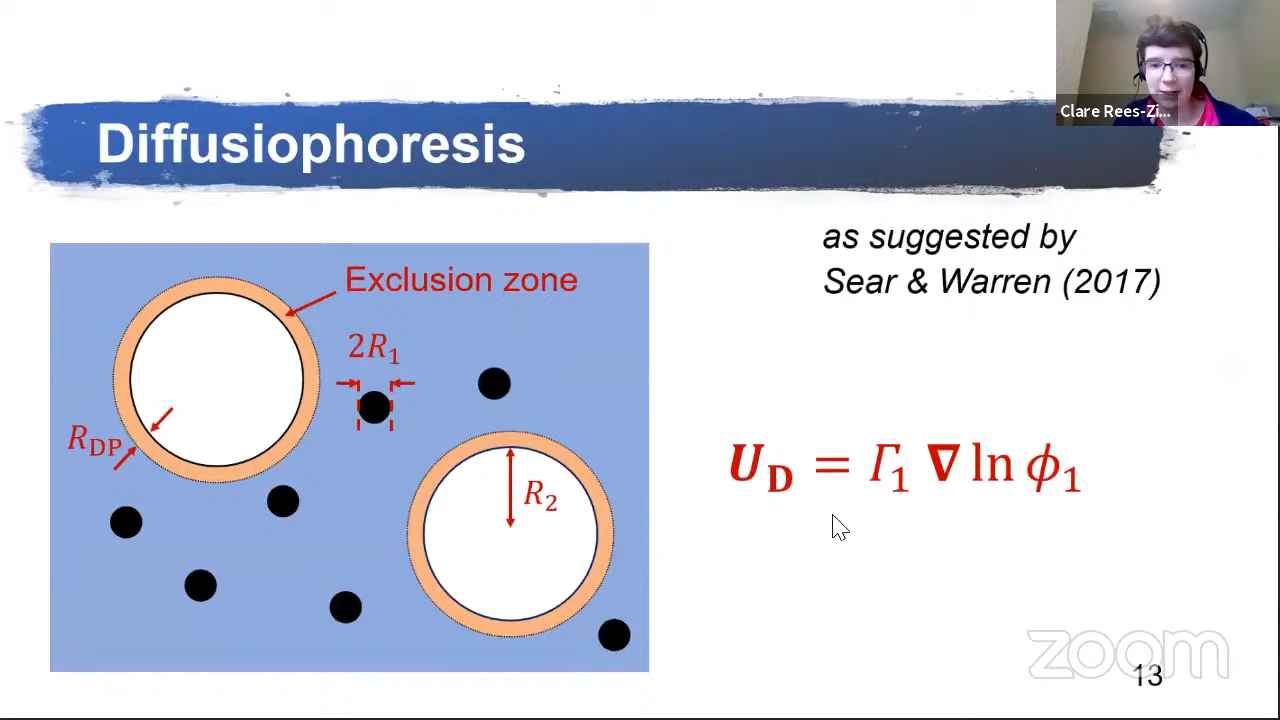 Clare Rees-Zi...
Diffusiophoresis
as suggested by
Sear & Warren (2017)
Exclusion zone
2R₁
R_DP
R₂
U_D = Γ₁ ∇ ln ϕ₁
zoom
13